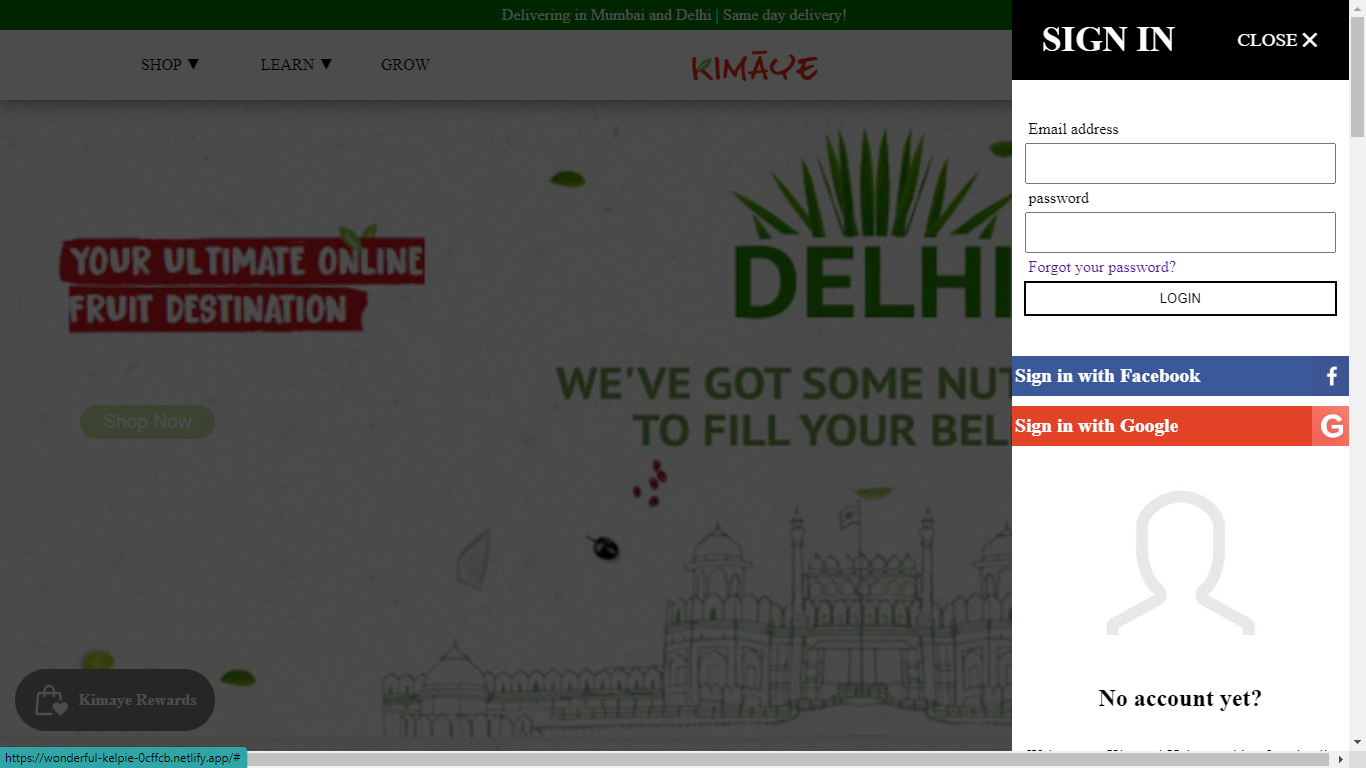 Delivering in Mumbai and Delhi | Same day delivery!
SHOP ▼ LEARN ▼ GROW
KIMĀYE
YOUR ULTIMATE ONLINE
FRUIT DESTINATION
Shop Now
DELHI
WE'VE GOT SOME NUT
TO FILL YOUR BEL
Kimaye Rewards
https://wonderful-kelpie-0cffcb.netlify.app/#
SIGN IN
CLOSE
Email address
password
Forgot your password?
LOGIN
Sign in with Facebook
Sign in with Google
No account yet?